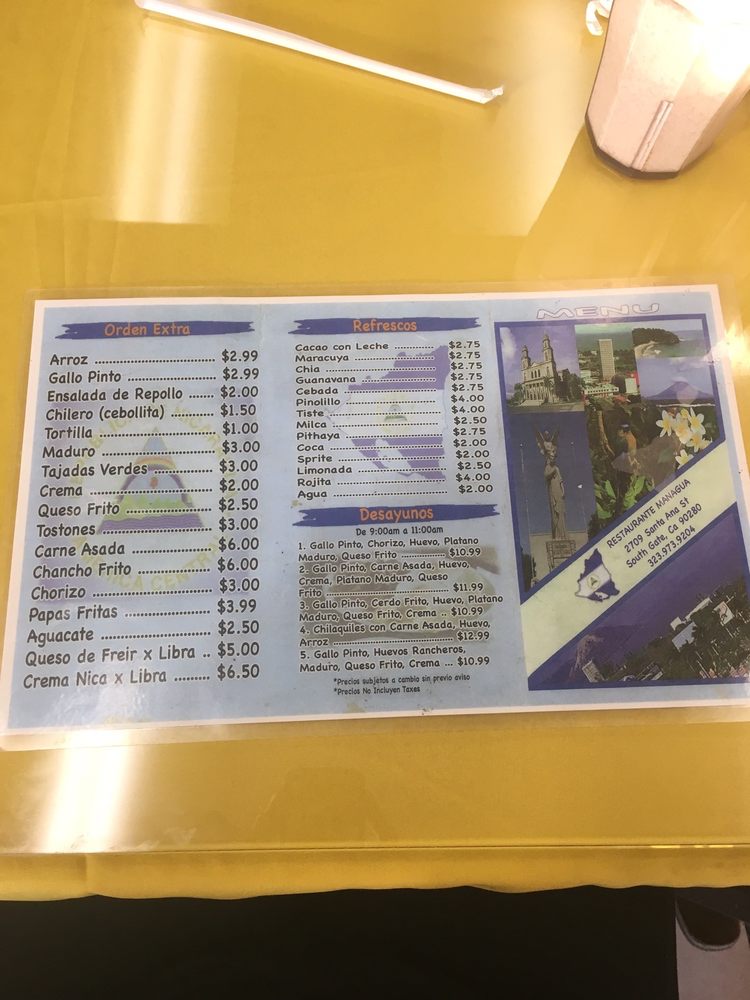 Orden Extra
Arroz .......... $2.99
Gallo Pinto .......... $2.99
Ensalada de Repollo ...... $2.00
Chilero (cebollita) .......... $1.50
Tortilla .......... $1.00
Maduro .......... $3.00
Tajadas Verdes .......... $3.00
Crema .......... $2.00
Queso Frito .......... $2.50
Tostones .......... $3.00
Carne Asada .......... $6.00
Chancho Frito .......... $6.00
Chorizo .......... $3.00
Papas Fritas .......... $3.99
Aguacate .......... $2.50
Queso de Freir x Libra .. $5.00
Crema Nica x Libra ......... $6.50
Refrescos
Cacao con Leche .......... $2.75
Maracuya .......... $2.75
Chia .......... $2.75
Guanavana .......... $2.75
Cebada .......... $2.75
Pinolillo .......... $4.00
Tiste .......... $4.00
Milca .......... $2.50
Pithaya .......... $2.75
Coca .......... $2.00
Sprite .......... $2.00
Limonada .......... $2.50
Rojita .......... $4.00
Agua .......... $2.00
Desayunos
De 9:00am a 11:00am
1. Gallo Pinto, Chorizo, Huevo, Platano
Maduro, Queso Frito .......... $10.99
2. Gallo Pinto, Carne Asada, Huevo,
Crema, Platano Maduro, Queso
Frito .......... $11.99
3. Gallo Pinto, Cerdo Frito, Huevo, Platano
Maduro, Queso Frito, Crema .. $10.99
4. Chilaquiles con Carne Asada, Huevo,
Arroz .......... $12.99
5. Gallo Pinto, Huevos Rancheros,
Maduro, Queso Frito, Crema ... $10.99
*Precios subjetos a cambio sin previo aviso
*Precios No Incluyen Taxes
MENU
RESTAURANTE MANAGUA
2709 Santa Ana St
South Gate, Ca 90280
323.973.9204